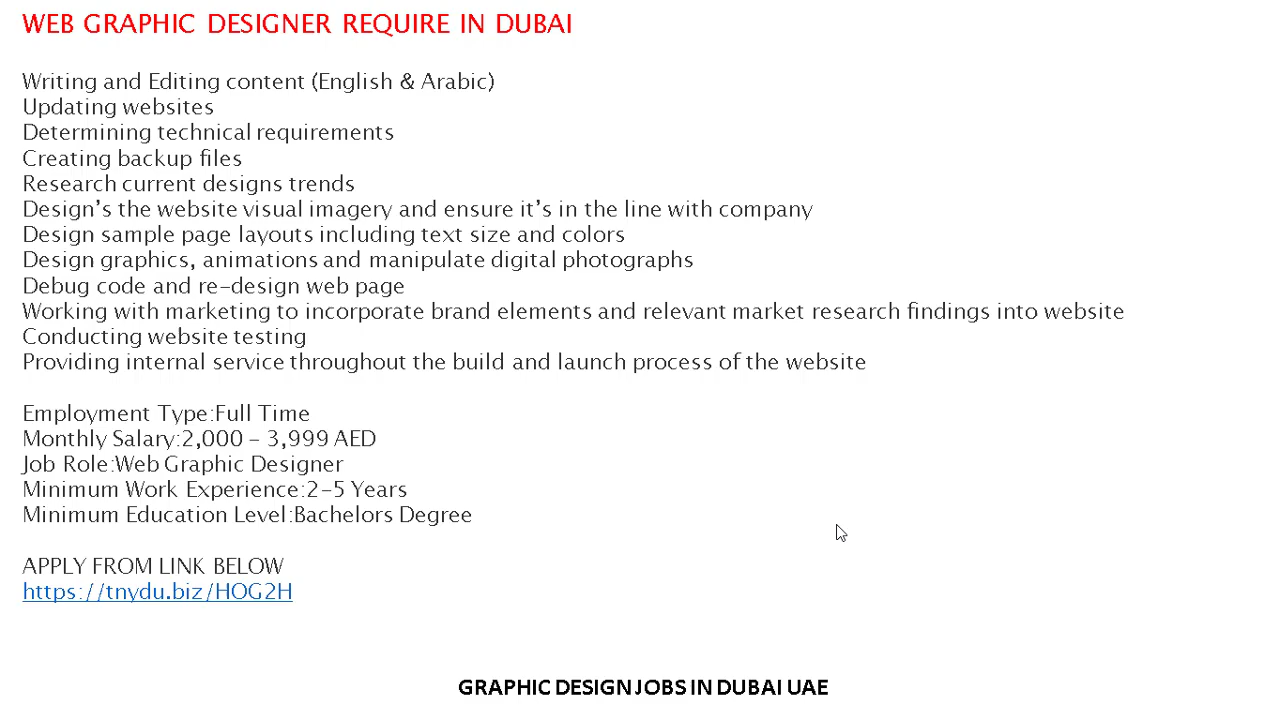 WEB GRAPHIC DESIGNER REQUIRE IN DUBAI
Writing and Editing content (English & Arabic)
Updating websites
Determining technical requirements
Creating backup files
Research current designs trends
Design’s the website visual imagery and ensure it’s in the line with company
Design sample page layouts including text size and colors
Design graphics, animations and manipulate digital photographs
Debug code and re-design web page
Working with marketing to incorporate brand elements and relevant market research findings into website
Conducting website testing
Providing internal service throughout the build and launch process of the website
Employment Type:Full Time
Monthly Salary:2,000 – 3,999 AED
Job Role:Web Graphic Designer
Minimum Work Experience:2-5 Years
Minimum Education Level:Bachelors Degree
APPLY FROM LINK BELOW
https://tnydu.biz/HOG2H
GRAPHIC DESIGN JOBS IN DUBAI UAE